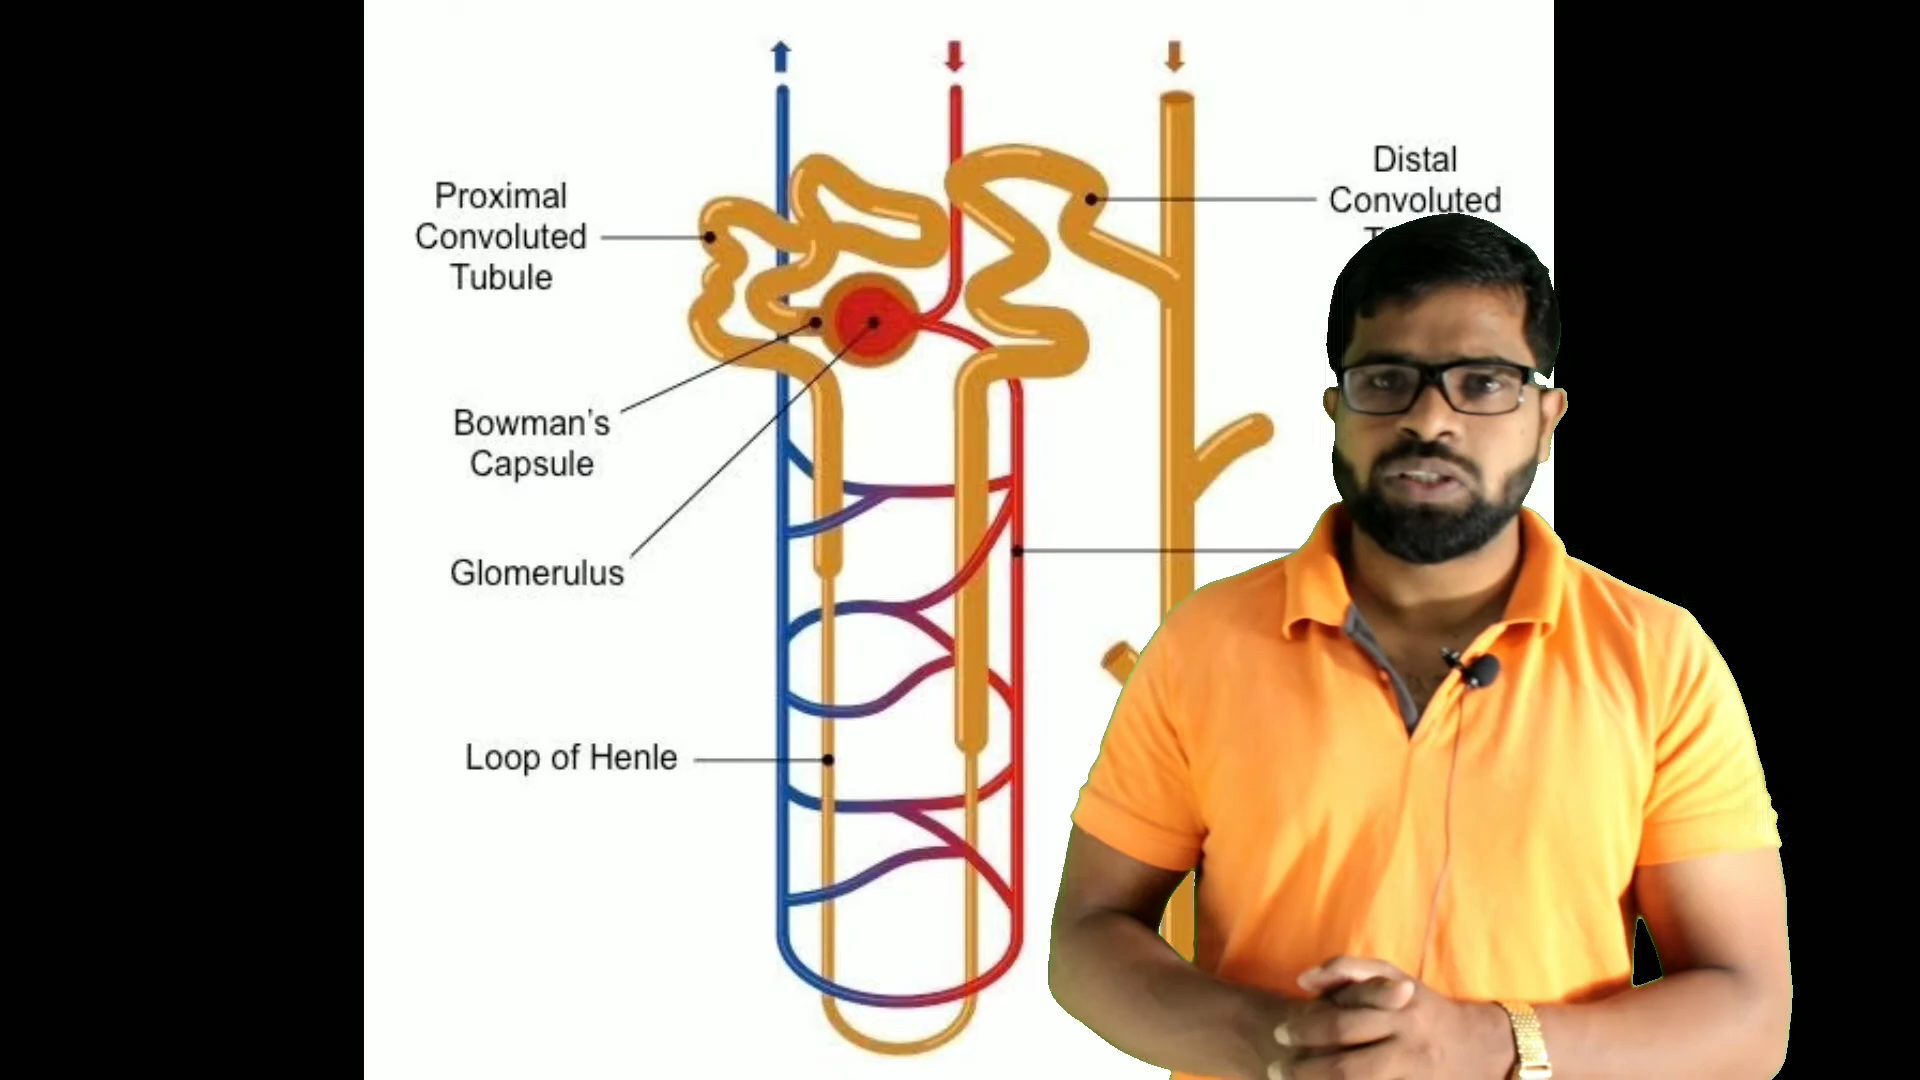 Proximal
Convoluted
Tubule
Bowman's
Capsule
Glomerulus
Loop of Henle
Distal
Convoluted